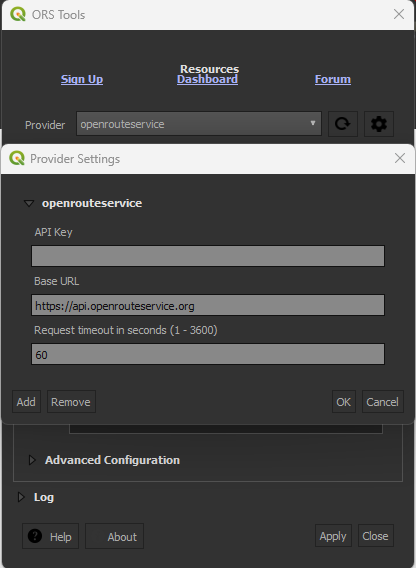 ORS Tools
Resources
Sign Up Dashboard Forum
Provider openrouteservice
Provider Settings
openrouteservice
API Key
Base URL
https://api.openrouteservice.org
Request timeout in seconds (1 - 3600)
60
Add Remove OK Cancel
Advanced Configuration
Log
? Help About Apply Close